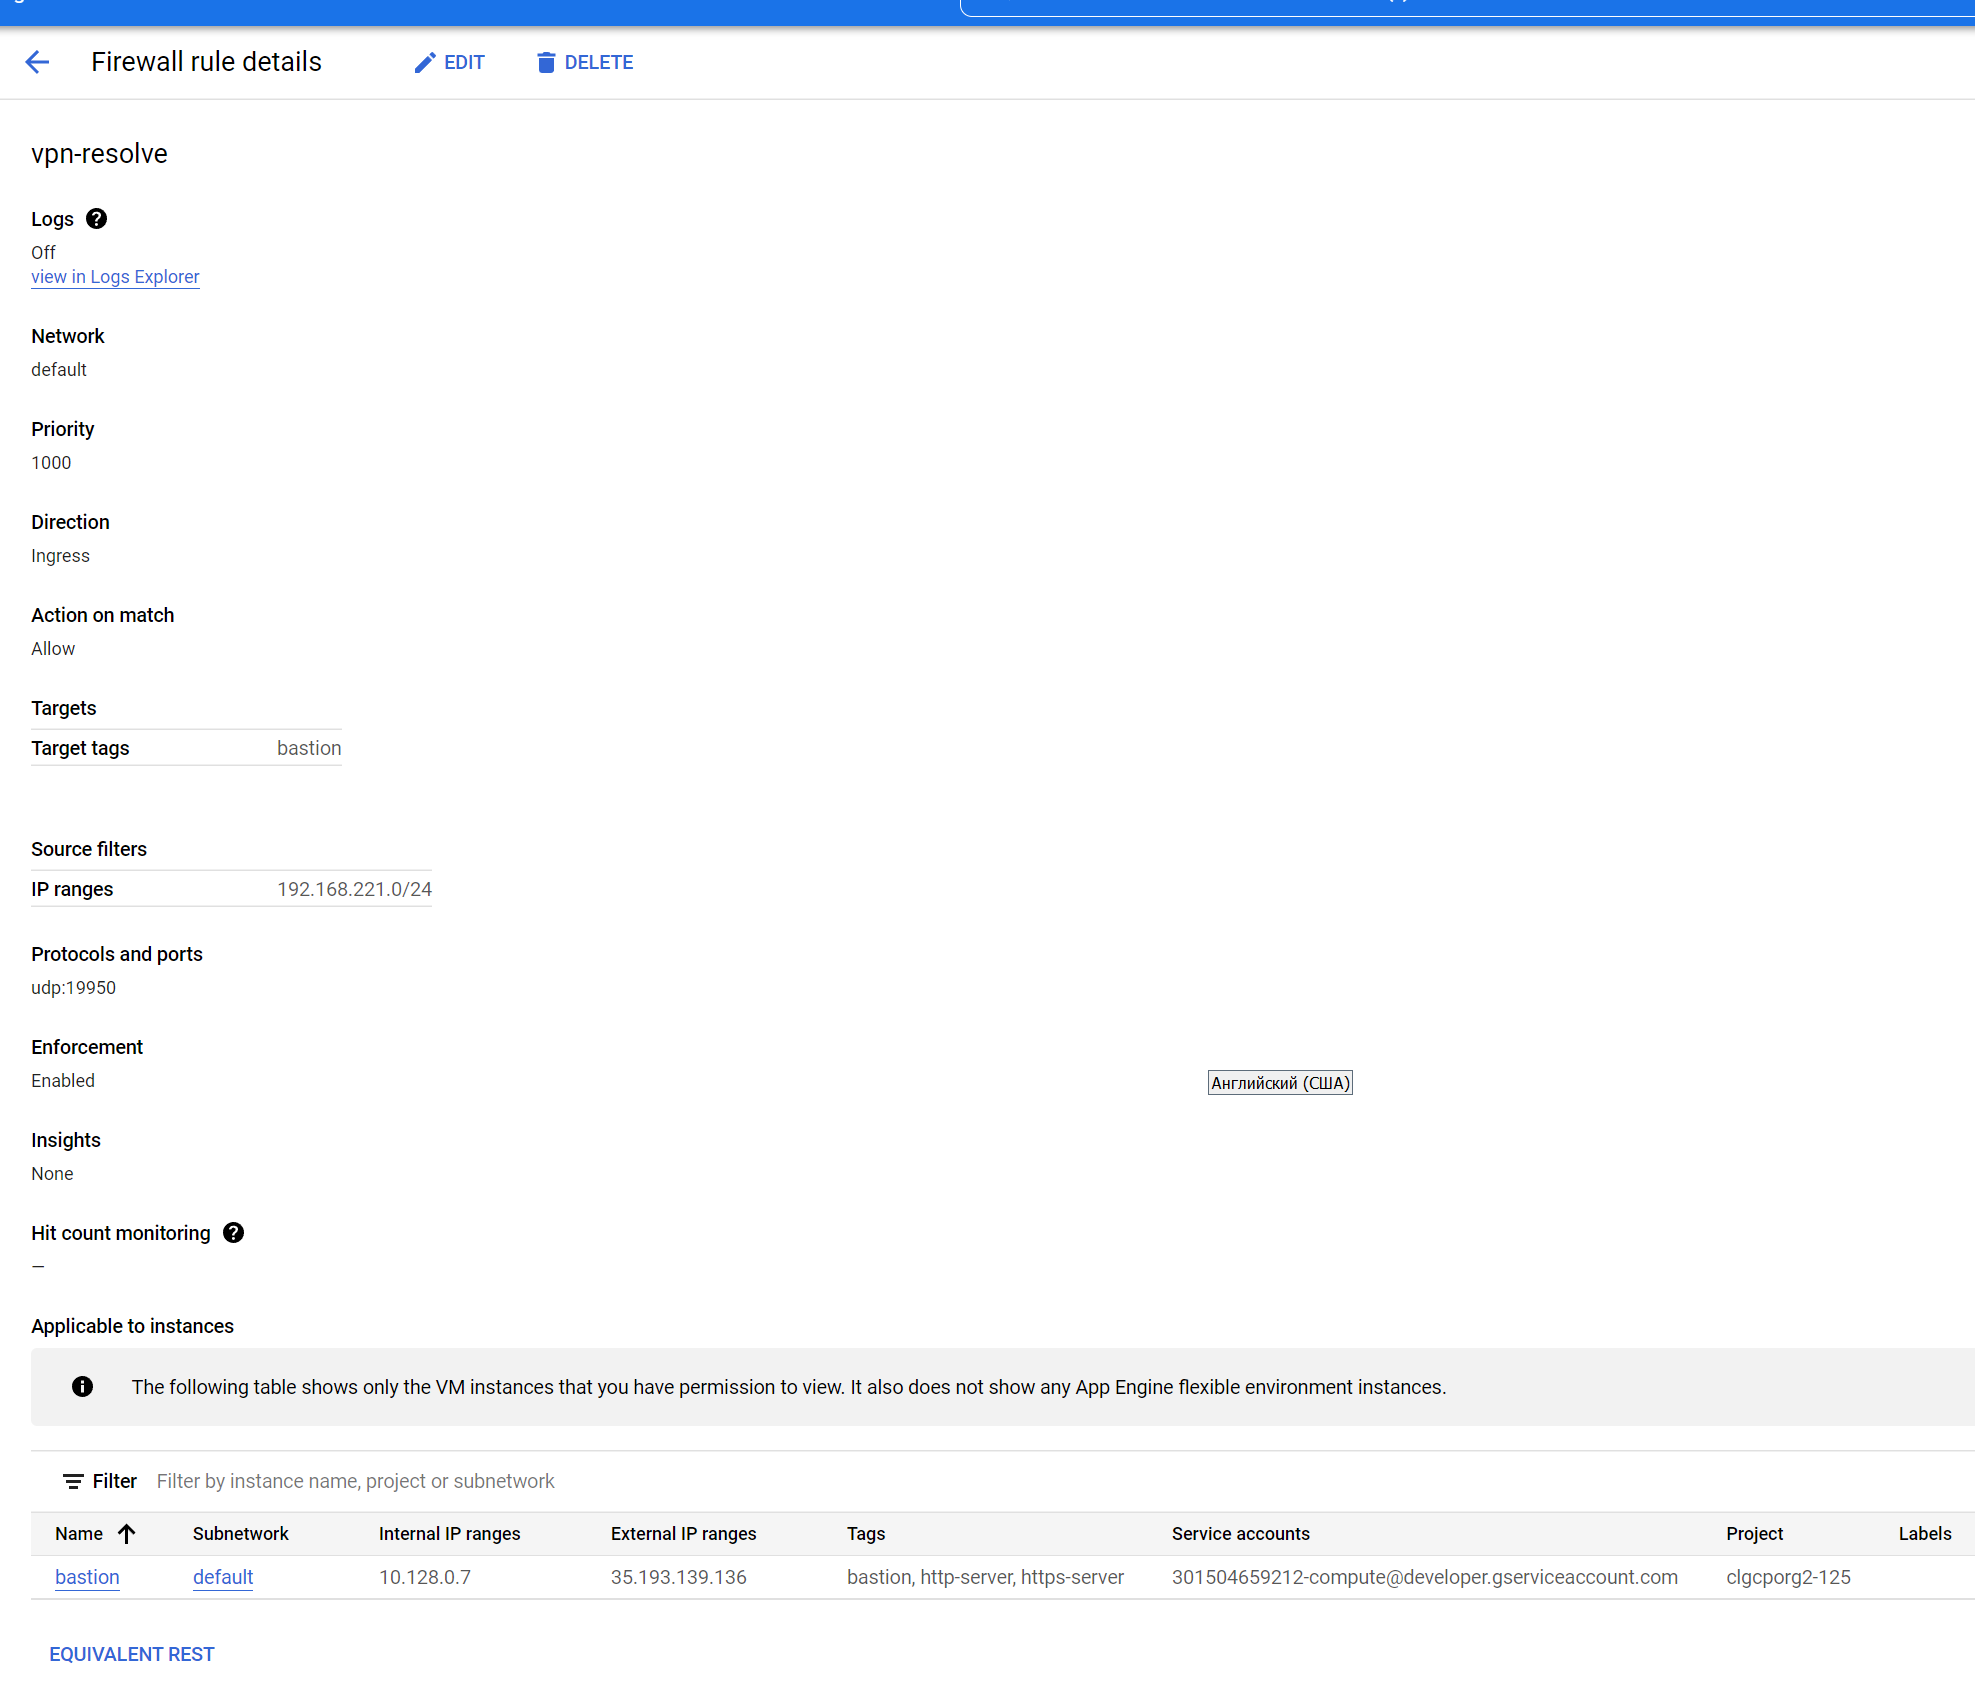 Firewall rule details
EDIT
DELETE
vpn-resolve
Logs
Off
view in Logs Explorer
Network
default
Priority
1000
Direction
Ingress
Action on match
Allow
Targets
Target tags bastion
Source filters
IP ranges 192.168.221.0/24
Protocols and ports
udp:19950
Enforcement
Enabled
Английский (США)
Insights
None
Hit count monitoring
—
Applicable to instances
The following table shows only the VM instances that you have permission to view. It also does not show any App Engine flexible environment instances.
Filter Filter by instance name, project or subnetwork
Name Subnetwork Internal IP ranges External IP ranges Tags Service accounts Project Labels
bastion default 10.128.0.7 35.193.139.136 bastion, http-server, https-server 301504659212-compute@developer.gserviceaccount.com clgcporg2-125
EQUIVALENT REST